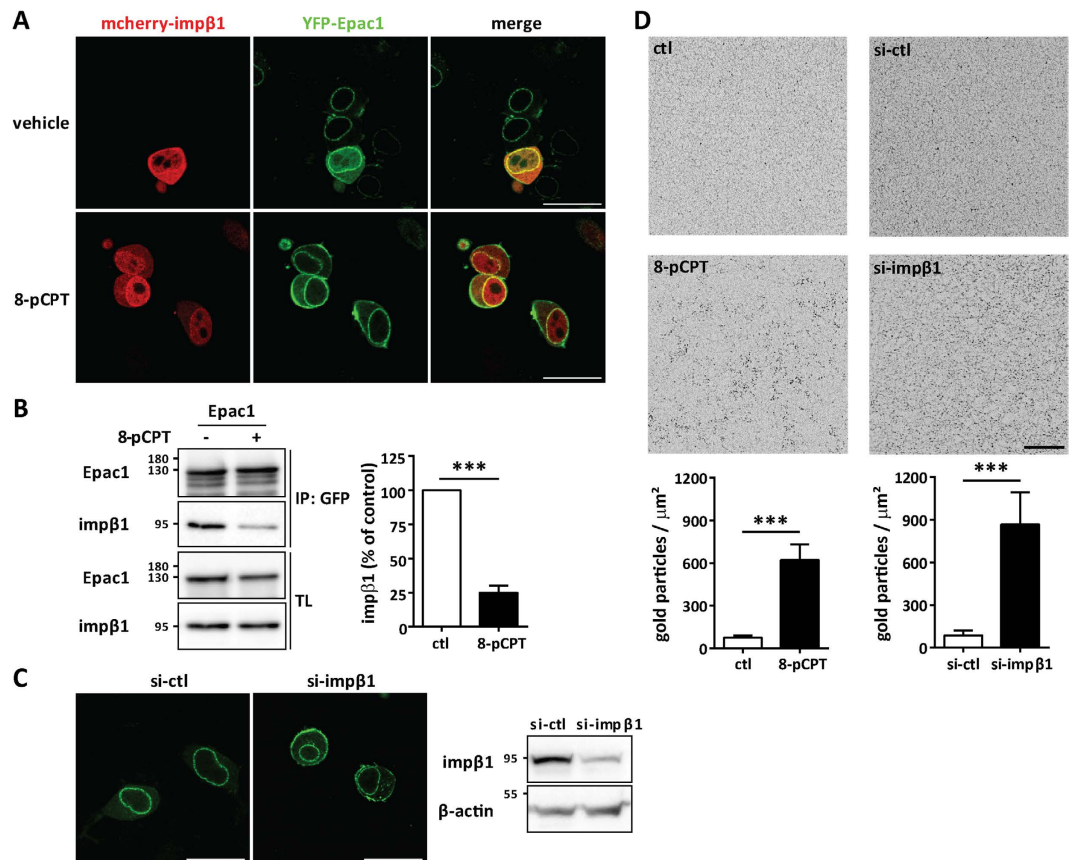 A
mcherry-impβ1 YFP-Epac1 merge
vehicle
8-pCPT
B
Epac1
8-pCPT - +
Epac1 180
130
impβ1 95
IP: GFP
Epac1 180
130
impβ1 95
TL
impβ1 (% of control)
125
100
75
50
25
0
***
ctl 8-pCPT
C
si-ctl si-impβ1
si-ctl si-impβ1
impβ1 95
55
β-actin
D
ctl si-ctl
8-pCPT si-impβ1
gold particles / μm²
1200
900
600
300
0
***
ctl 8-pCPT
gold particles / μm²
1200
900
600
300
0
***
si-ctl si-impβ1